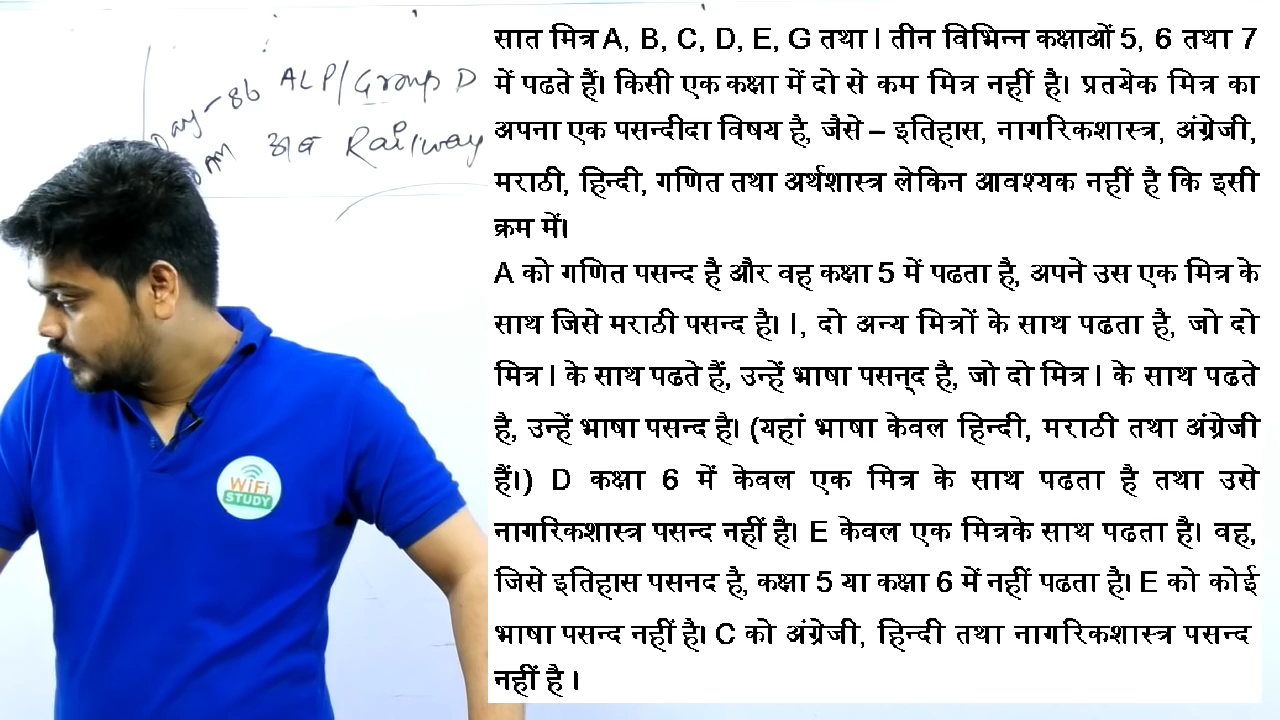 ALP/Group D
Day-86
अब Railway
WiFi
STUDY
सात मित्र A, B, C, D, E, G तथा I तीन विभिन्न कक्षाओं 5, 6 तथा 7
में पढते हैं। किसी एक कक्षा में दो से कम मित्र नहीं है। प्रतयेक मित्र का
अपना एक पसन्दीदा विषय है, जैसे – इतिहास, नागरिकशास्त्र, अंग्रेजी,
मराठी, हिन्दी, गणित तथा अर्थशास्त्र लेकिन आवश्यक नहीं है कि इसी
क्रम में।
A को गणित पसन्द है और वह कक्षा 5 में पढता है, अपने उस एक मित्र के
साथ जिसे मराठी पसन्द है। I, दो अन्य मित्रों के साथ पढता है, जो दो
मित्र I के साथ पढते हैं, उन्हें भाषा पसन्द है, जो दो मित्र I के साथ पढते
है, उन्हें भाषा पसन्द है। (यहां भाषा केवल हिन्दी, मराठी तथा अंग्रेजी
हैं।) D कक्षा 6 में केवल एक मित्र के साथ पढता है तथा उसे
नागरिकशास्त्र पसन्द नहीं है। E केवल एक मित्रके साथ पढता है। वह,
जिसे इतिहास पसनद है, कक्षा 5 या कक्षा 6 में नहीं पढता है। E को कोई
भाषा पसन्द नहीं है। C को अंग्रेजी, हिन्दी तथा नागरिकशास्त्र पसन्द
नहीं है।